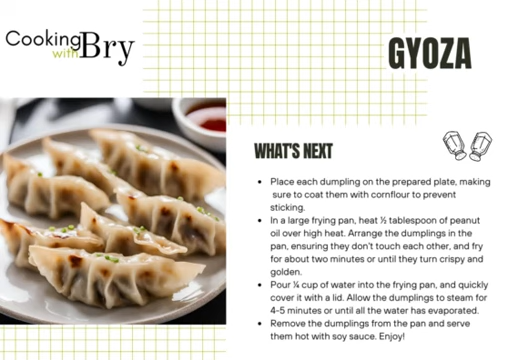 Cooking
with Bry
GYOZA
WHAT'S NEXT
• Place each dumpling on the prepared plate, making
sure to coat them with cornflour to prevent
sticking.
• In a large frying pan, heat ½ tablespoon of peanut
oil over high heat. Arrange the dumplings in the
pan, ensuring they don't touch each other, and fry
for about two minutes or until they turn crispy and
golden.
• Pour ¼ cup of water into the frying pan, and quickly
cover it with a lid. Allow the dumplings to steam for
4-5 minutes or until all the water has evaporated.
• Remove the dumplings from the pan and serve
them hot with soy sauce. Enjoy!